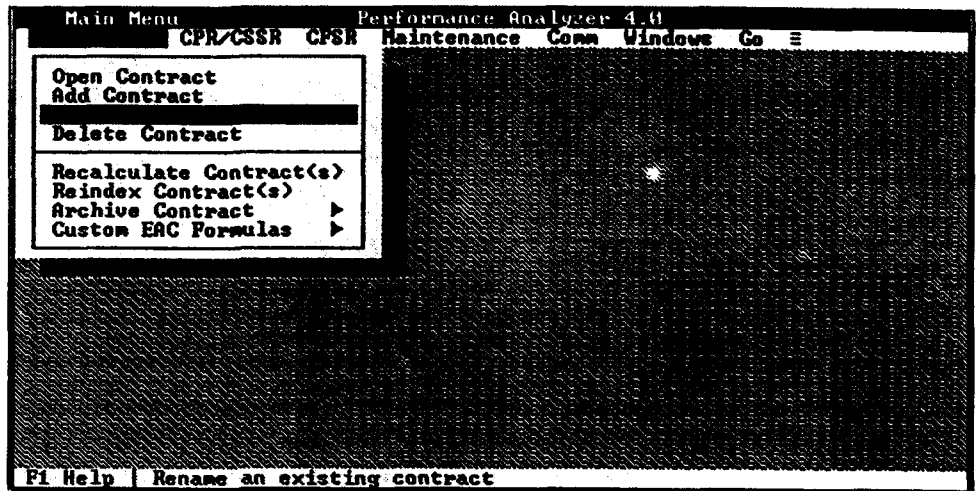 Main Menu Performance Analyzer 4.0
CPR/CSSR CPSR Maintenance Comm Windows Go ≡
Open Contract
Add Contract
Delete Contract
Recalculate Contract(s)
Reindex Contract(s)
Archive Contract ►
Custom EAC Formulas ►
F1 Help | Rename an existing contract